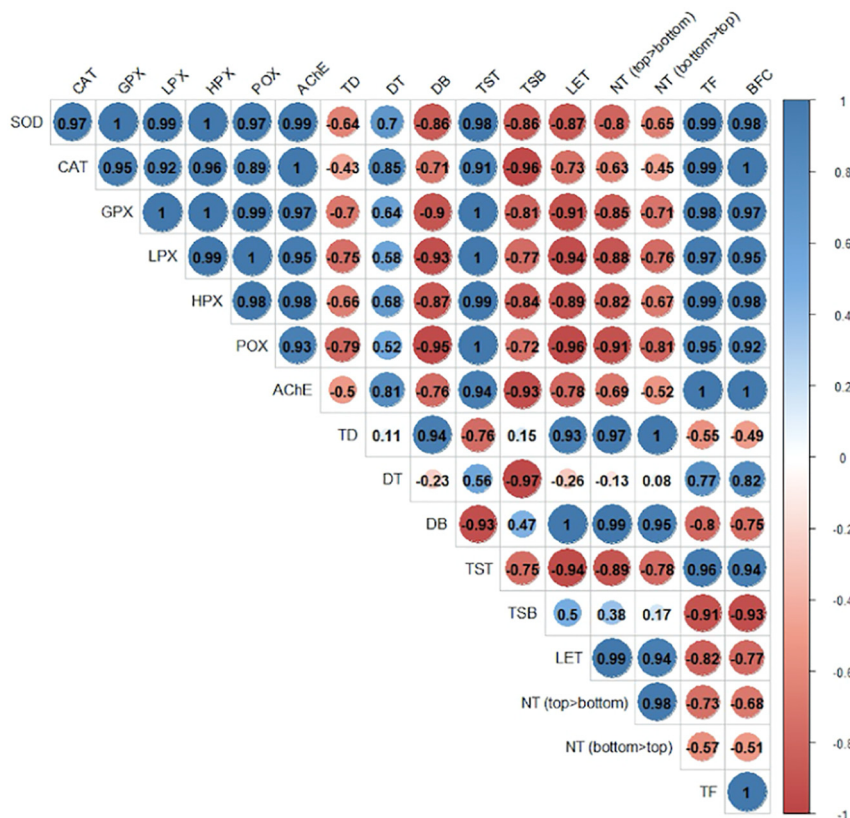 CAT GPX LPX HPX POX AChE TD DT DB TST TSB LET NT (top>bottom) NT (bottom>top) TF BFC
SOD 0.97 1 0.99 1 0.97 0.99 -0.64 0.7 -0.86 0.98 -0.86 -0.87 -0.8 -0.65 0.99 0.98
CAT 0.95 0.92 0.96 0.89 1 -0.43 0.85 -0.71 0.91 -0.96 -0.73 -0.63 -0.45 0.99 1
GPX 1 1 0.99 0.97 -0.7 0.64 -0.9 1 -0.81 -0.91 -0.85 -0.71 0.98 0.97
LPX 0.99 1 0.95 -0.75 0.58 -0.93 1 -0.77 -0.94 -0.88 -0.76 0.97 0.95
HPX 0.98 0.98 -0.66 0.68 -0.87 0.99 -0.84 -0.89 -0.82 -0.67 0.99 0.98
POX 0.93 -0.79 0.52 -0.95 1 -0.72 -0.96 -0.91 -0.81 0.95 0.92
AChE -0.5 0.81 -0.76 0.94 -0.93 -0.78 -0.69 -0.52 1 1
TD 0.11 0.94 -0.76 0.15 0.93 0.97 1 -0.55 -0.49
DT -0.23 0.56 -0.97 -0.26 -0.13 0.08 0.77 0.82
DB -0.93 0.47 1 0.99 0.95 -0.8 -0.75
TST -0.75 -0.94 -0.89 -0.78 0.96 0.94
TSB 0.5 0.38 0.17 -0.91 -0.93
LET 0.99 0.94 -0.82 -0.77
NT (top>bottom) 0.98 -0.73 -0.68
NT (bottom>top) -0.57 -0.51
TF 1
1
0.8
0.6
0.4
0.2
0
-0.2
-0.4
-0.6
-0.8
-1